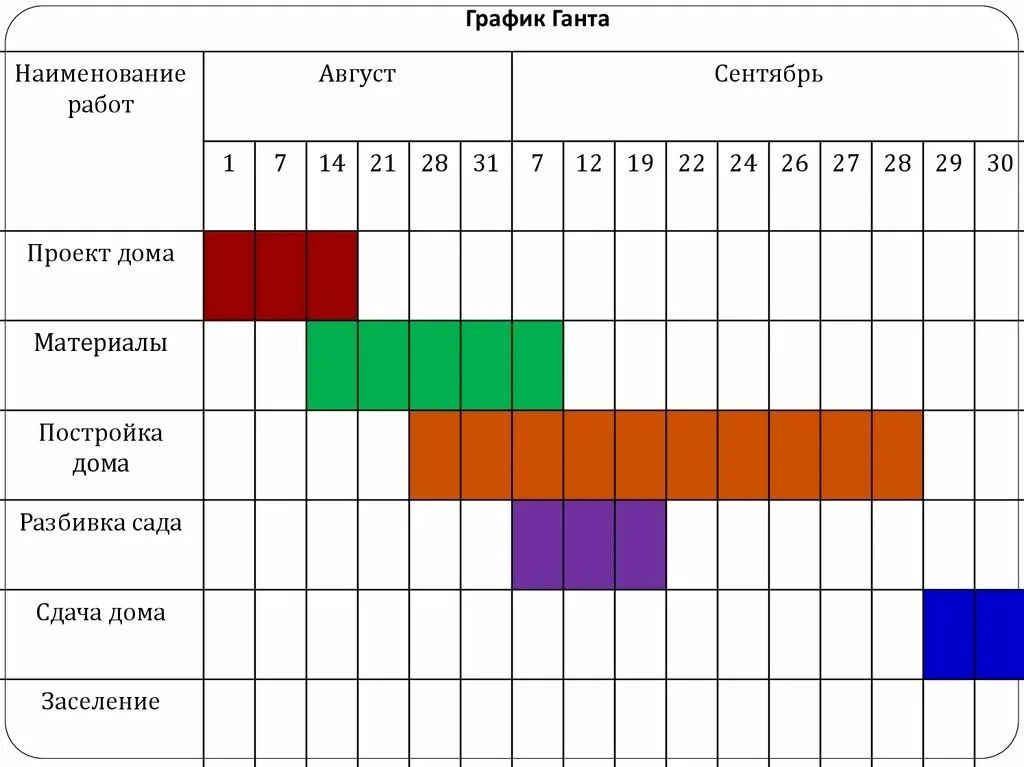 График Ганта
Наименование
работ
Август
Сентябрь
1 7 14 21 28 31 7 12 19 22 24 26 27 28 29 30
Проект дома
Материалы
Постройка
дома
Разбивка сада
Сдача дома
Заселение